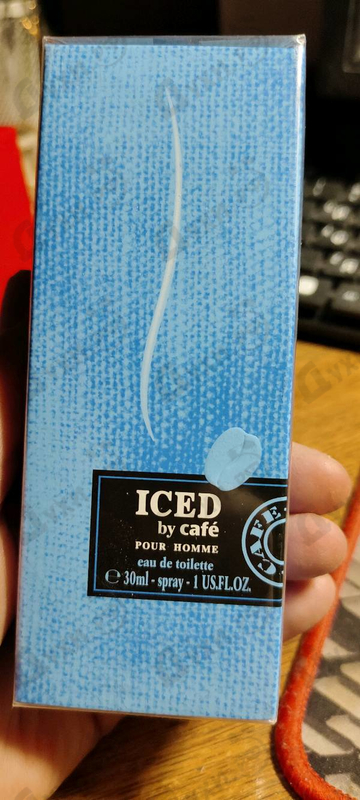 ICED
by café
POUR HOMME
eau de toilette
℮ 30ml - spray - 1 US.FL.OZ.
CAFE